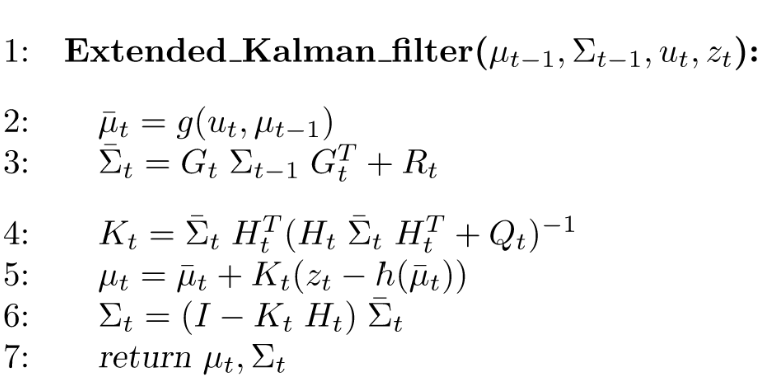 1: Extended_Kalman_filter(μ_{t−1}, Σ_{t−1}, u_t, z_t):
2: μ̄_t = g(u_t, μ_{t−1})
3: Σ̄_t = G_t Σ_{t−1} G_t^T + R_t
4: K_t = Σ̄_t H_t^T (H_t Σ̄_t H_t^T + Q_t)^{−1}
5: μ_t = μ̄_t + K_t(z_t − h(μ̄_t))
6: Σ_t = (I − K_t H_t) Σ̄_t
7: return μ_t, Σ_t